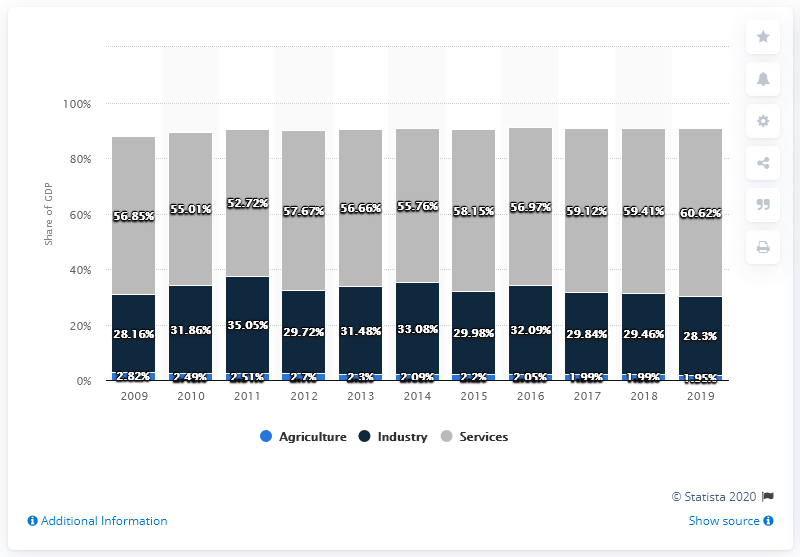 Share of GDP
100%
80%
60%
40%
20%
0%
56.85% 55.01% 52.72% 57.67% 56.66% 55.76% 58.15% 56.97% 59.12% 59.41% 60.62%
28.16% 31.86% 35.05% 29.72% 31.48% 33.08% 29.98% 32.09% 29.84% 29.46% 28.3%
2.82% 2.49% 2.51% 2.7% 2.3% 2.09% 2.2% 2.05% 1.99% 1.99% 1.95%
2009 2010 2011 2012 2013 2014 2015 2016 2017 2018 2019
Agriculture Industry Services
© Statista 2020
Additional Information Show source